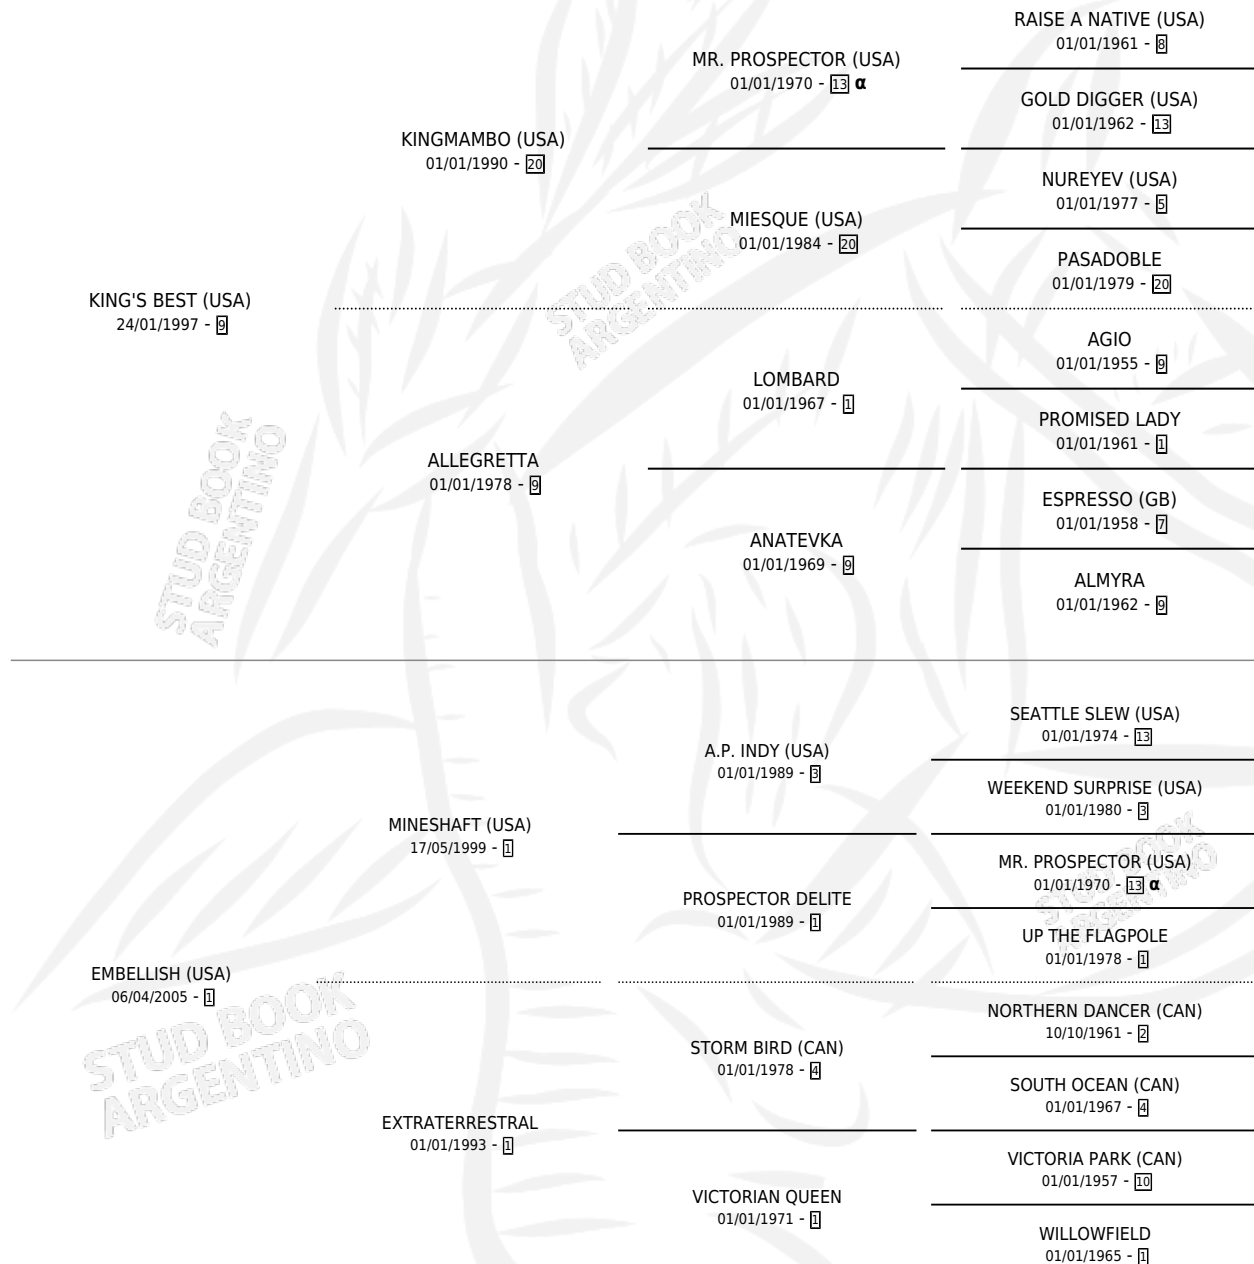 RAISE A NATIVE (USA)
01/01/1961 - 8
MR. PROSPECTOR (USA)
01/01/1970 - 13 α
GOLD DIGGER (USA)
01/01/1962 - 13
KINGMAMBO (USA)
01/01/1990 - 20
NUREYEV (USA)
01/01/1977 - 5
MIESQUE (USA)
01/01/1984 - 20
PASADOBLE
01/01/1979 - 20
KING'S BEST (USA)
24/01/1997 - 9
AGIO
01/01/1955 - 9
LOMBARD
01/01/1967 - 1
PROMISED LADY
01/01/1961 - 1
ALLEGRETTA
01/01/1978 - 9
ESPRESSO (GB)
01/01/1958 - 7
ANATEVKA
01/01/1969 - 9
ALMYRA
01/01/1962 - 9
SEATTLE SLEW (USA)
01/01/1974 - 13
A.P. INDY (USA)
01/01/1989 - 3
WEEKEND SURPRISE (USA)
01/01/1980 - 3
MINESHAFT (USA)
17/05/1999 - 1
MR. PROSPECTOR (USA)
01/01/1970 - 13 α
PROSPECTOR DELITE
01/01/1989 - 1
UP THE FLAGPOLE
01/01/1978 - 1
EMBELLISH (USA)
06/04/2005 - 1
NORTHERN DANCER (CAN)
10/10/1961 - 2
STORM BIRD (CAN)
01/01/1978 - 4
SOUTH OCEAN (CAN)
01/01/1967 - 4
EXTRATERRESTRAL
01/01/1993 - 1
VICTORIA PARK (CAN)
01/01/1957 - 10
VICTORIAN QUEEN
01/01/1971 - 1
WILLOWFIELD
01/01/1965 - 1
STUD BOOK
ARGENTINO
STUD BOOK
ARGENTINO
STUD BOOK
ARGENTINO
STUD BOOK
ARGENTINO